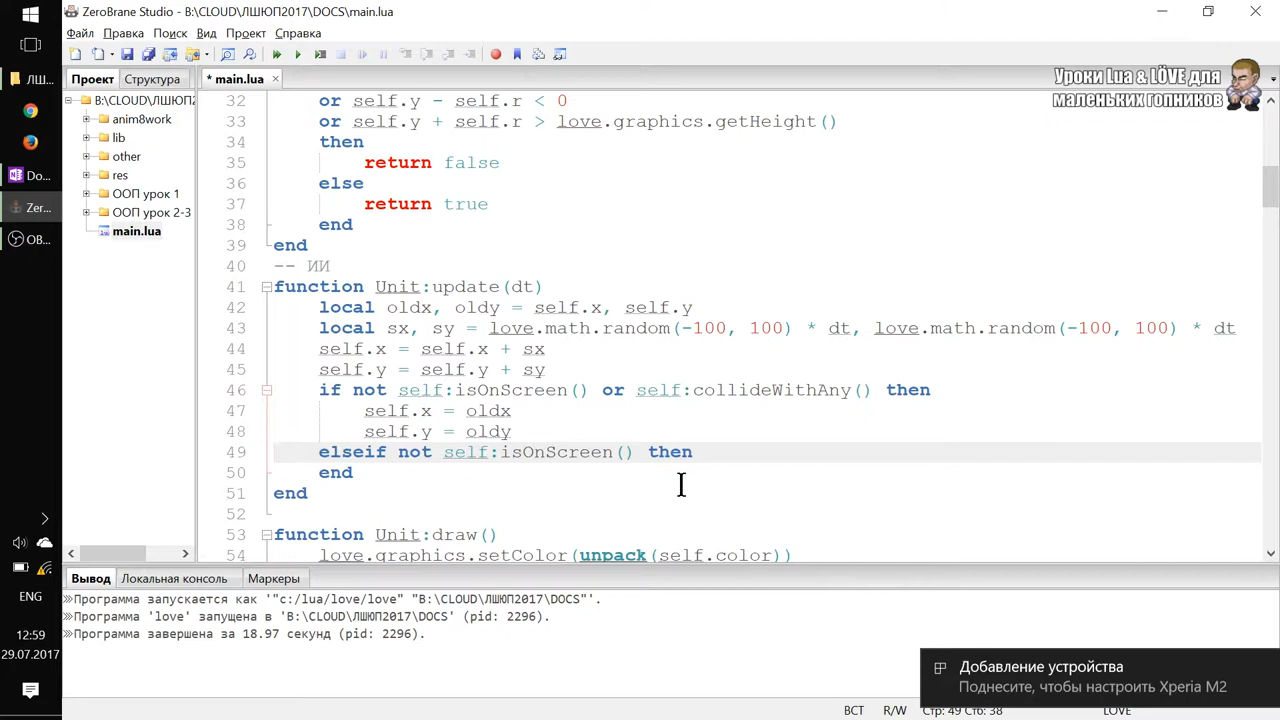 ZeroBrane Studio - B:\CLOUD\ЛШЮП2017\DOCS\main.lua
Файл Правка Поиск Вид Проект Справка
Проект Структура
* main.lua
Уроки Lua & LÖVE для
маленьких гопников
B:\CLOUD\ЛШЮП2
anim8work
lib
other
res
ООП урок 1
ООП урок 2-3
main.lua
32 or self.y - self.r < 0
33 or self.y + self.r > love.graphics.getHeight()
34 then
35 return false
36 else
37 return true
38 end
39 end
40 -- ИИ
41 function Unit:update(dt)
42 local oldx, oldy = self.x, self.y
43 local sx, sy = love.math.random(-100, 100) * dt, love.math.random(-100, 100) * dt
44 self.x = self.x + sx
45 self.y = self.y + sy
46 if not self:isOnScreen() or self:collideWithAny() then
47 self.x = oldx
48 self.y = oldy
49 elseif not self:isOnScreen() then
50 end
51 end
52
53 function Unit:draw()
54 love.graphics.setColor(unpack(self.color))
Вывод Локальная консоль Маркеры
Программа запускается как '"c:/lua/love/love" "B:\CLOUD\ЛШЮП2017\DOCS"'.
Программа 'love' запущена в 'B:\CLOUD\ЛШЮП2017\DOCS' (pid: 2296).
Программа завершена за 18.97 секунд (pid: 2296).
Добавление устройства
Поднесите, чтобы настроить Xperia M2
ВСТ R/W Стр: 49 Стб: 38 LOVE
ЛШ...
Do...
Zer...
OB...
ENG
12:59
29.07.2017